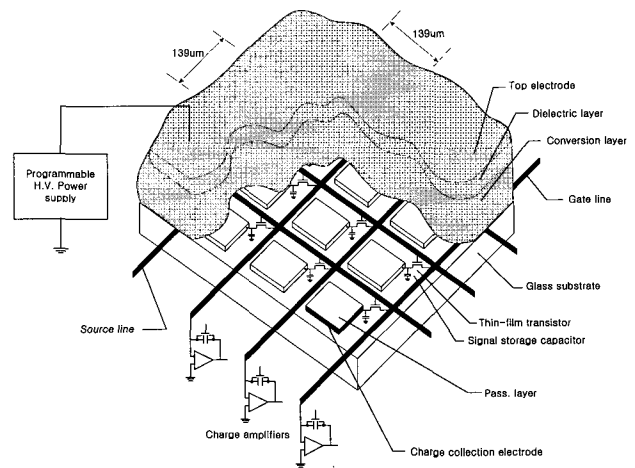 139um
139um
Top electrode
Dielectric layer
Conversion layer
Programmable
H.V. Power
supply
Gate line
Glass substrate
Source line
Thin-film transistor
Signal storage capacitor
Pass. layer
Charge amplifiers
Charge collection electrode